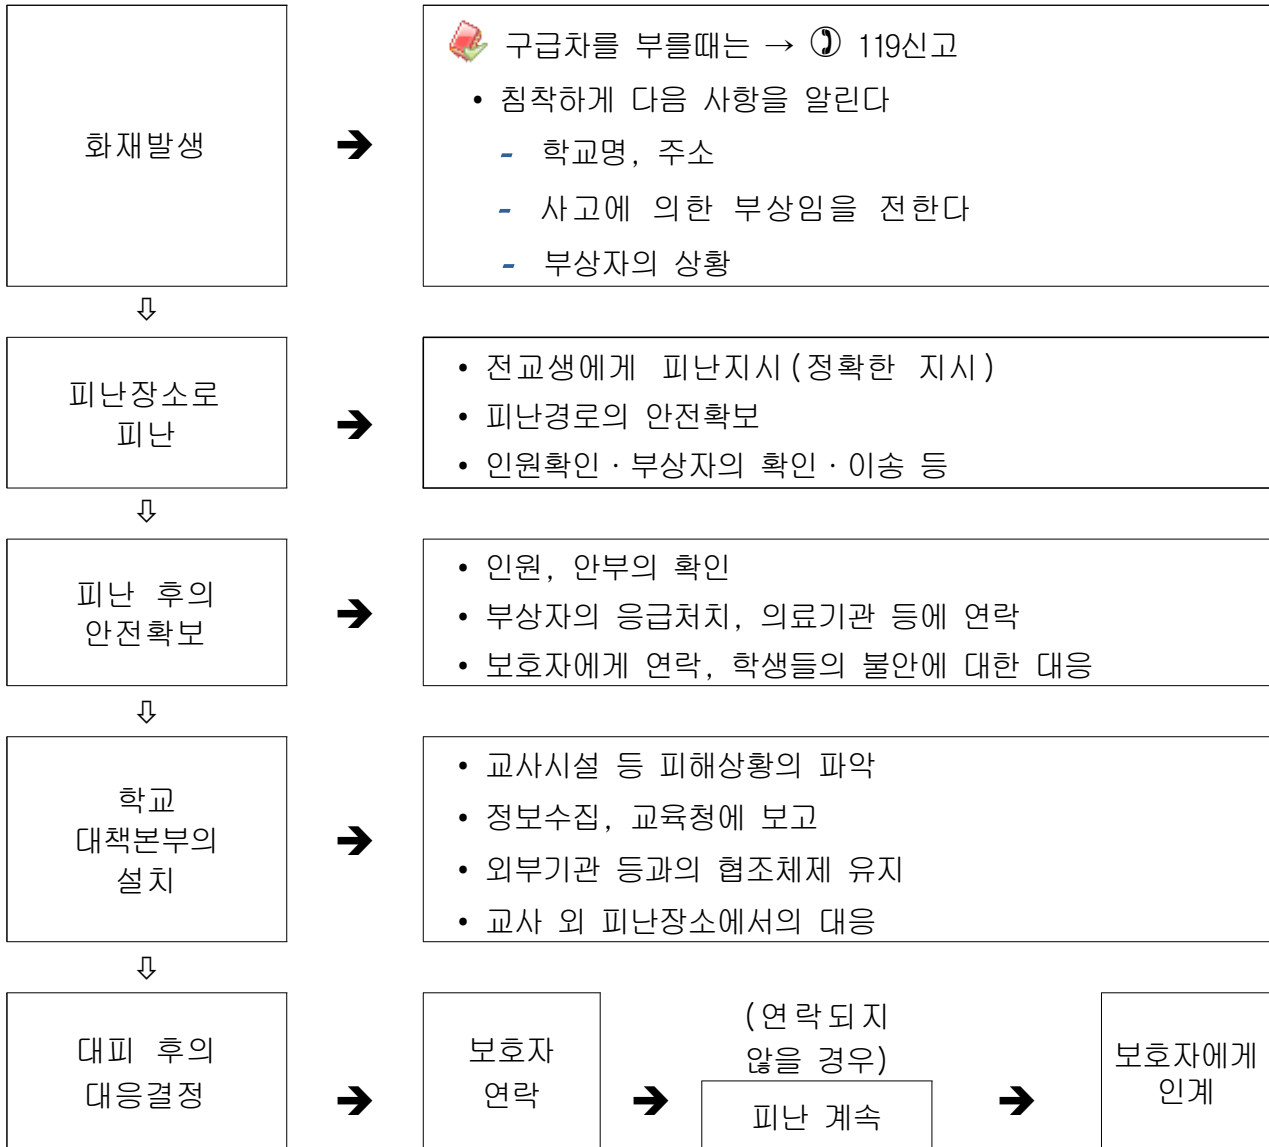 화재발생
➔
구급차를 부를때는 → ✆ 119신고
• 침착하게 다음 사항을 알린다
- 학교명, 주소
- 사고에 의한 부상임을 전한다
- 부상자의 상황
⇩
피난장소로
피난
➔
• 전교생에게 피난지시(정확한 지시)
• 피난경로의 안전확보
• 인원확인·부상자의 확인·이송 등
⇩
피난 후의
안전확보
➔
• 인원, 안부의 확인
• 부상자의 응급처치, 의료기관 등에 연락
• 보호자에게 연락, 학생들의 불안에 대한 대응
⇩
학교
대책본부의
설치
➔
• 교사시설 등 피해상황의 파악
• 정보수집, 교육청에 보고
• 외부기관 등과의 협조체제 유지
• 교사 외 피난장소에서의 대응
⇩
대피 후의
대응결정
➔
보호자
연락
➔
(연락되지
않을 경우)
피난 계속
➔
보호자에게
인계